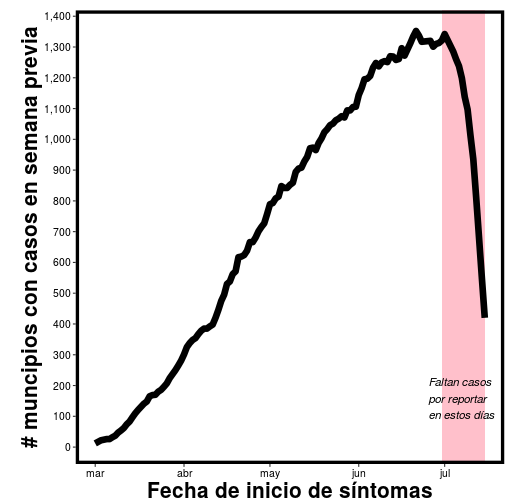 # muncipios con casos en semana previa
1,400
1,300
1,200
1,100
1,000
900
800
700
600
500
400
300
200
100
0
Faltan casos
por reportar
en estos días
mar abr may jun jul
Fecha de inicio de síntomas